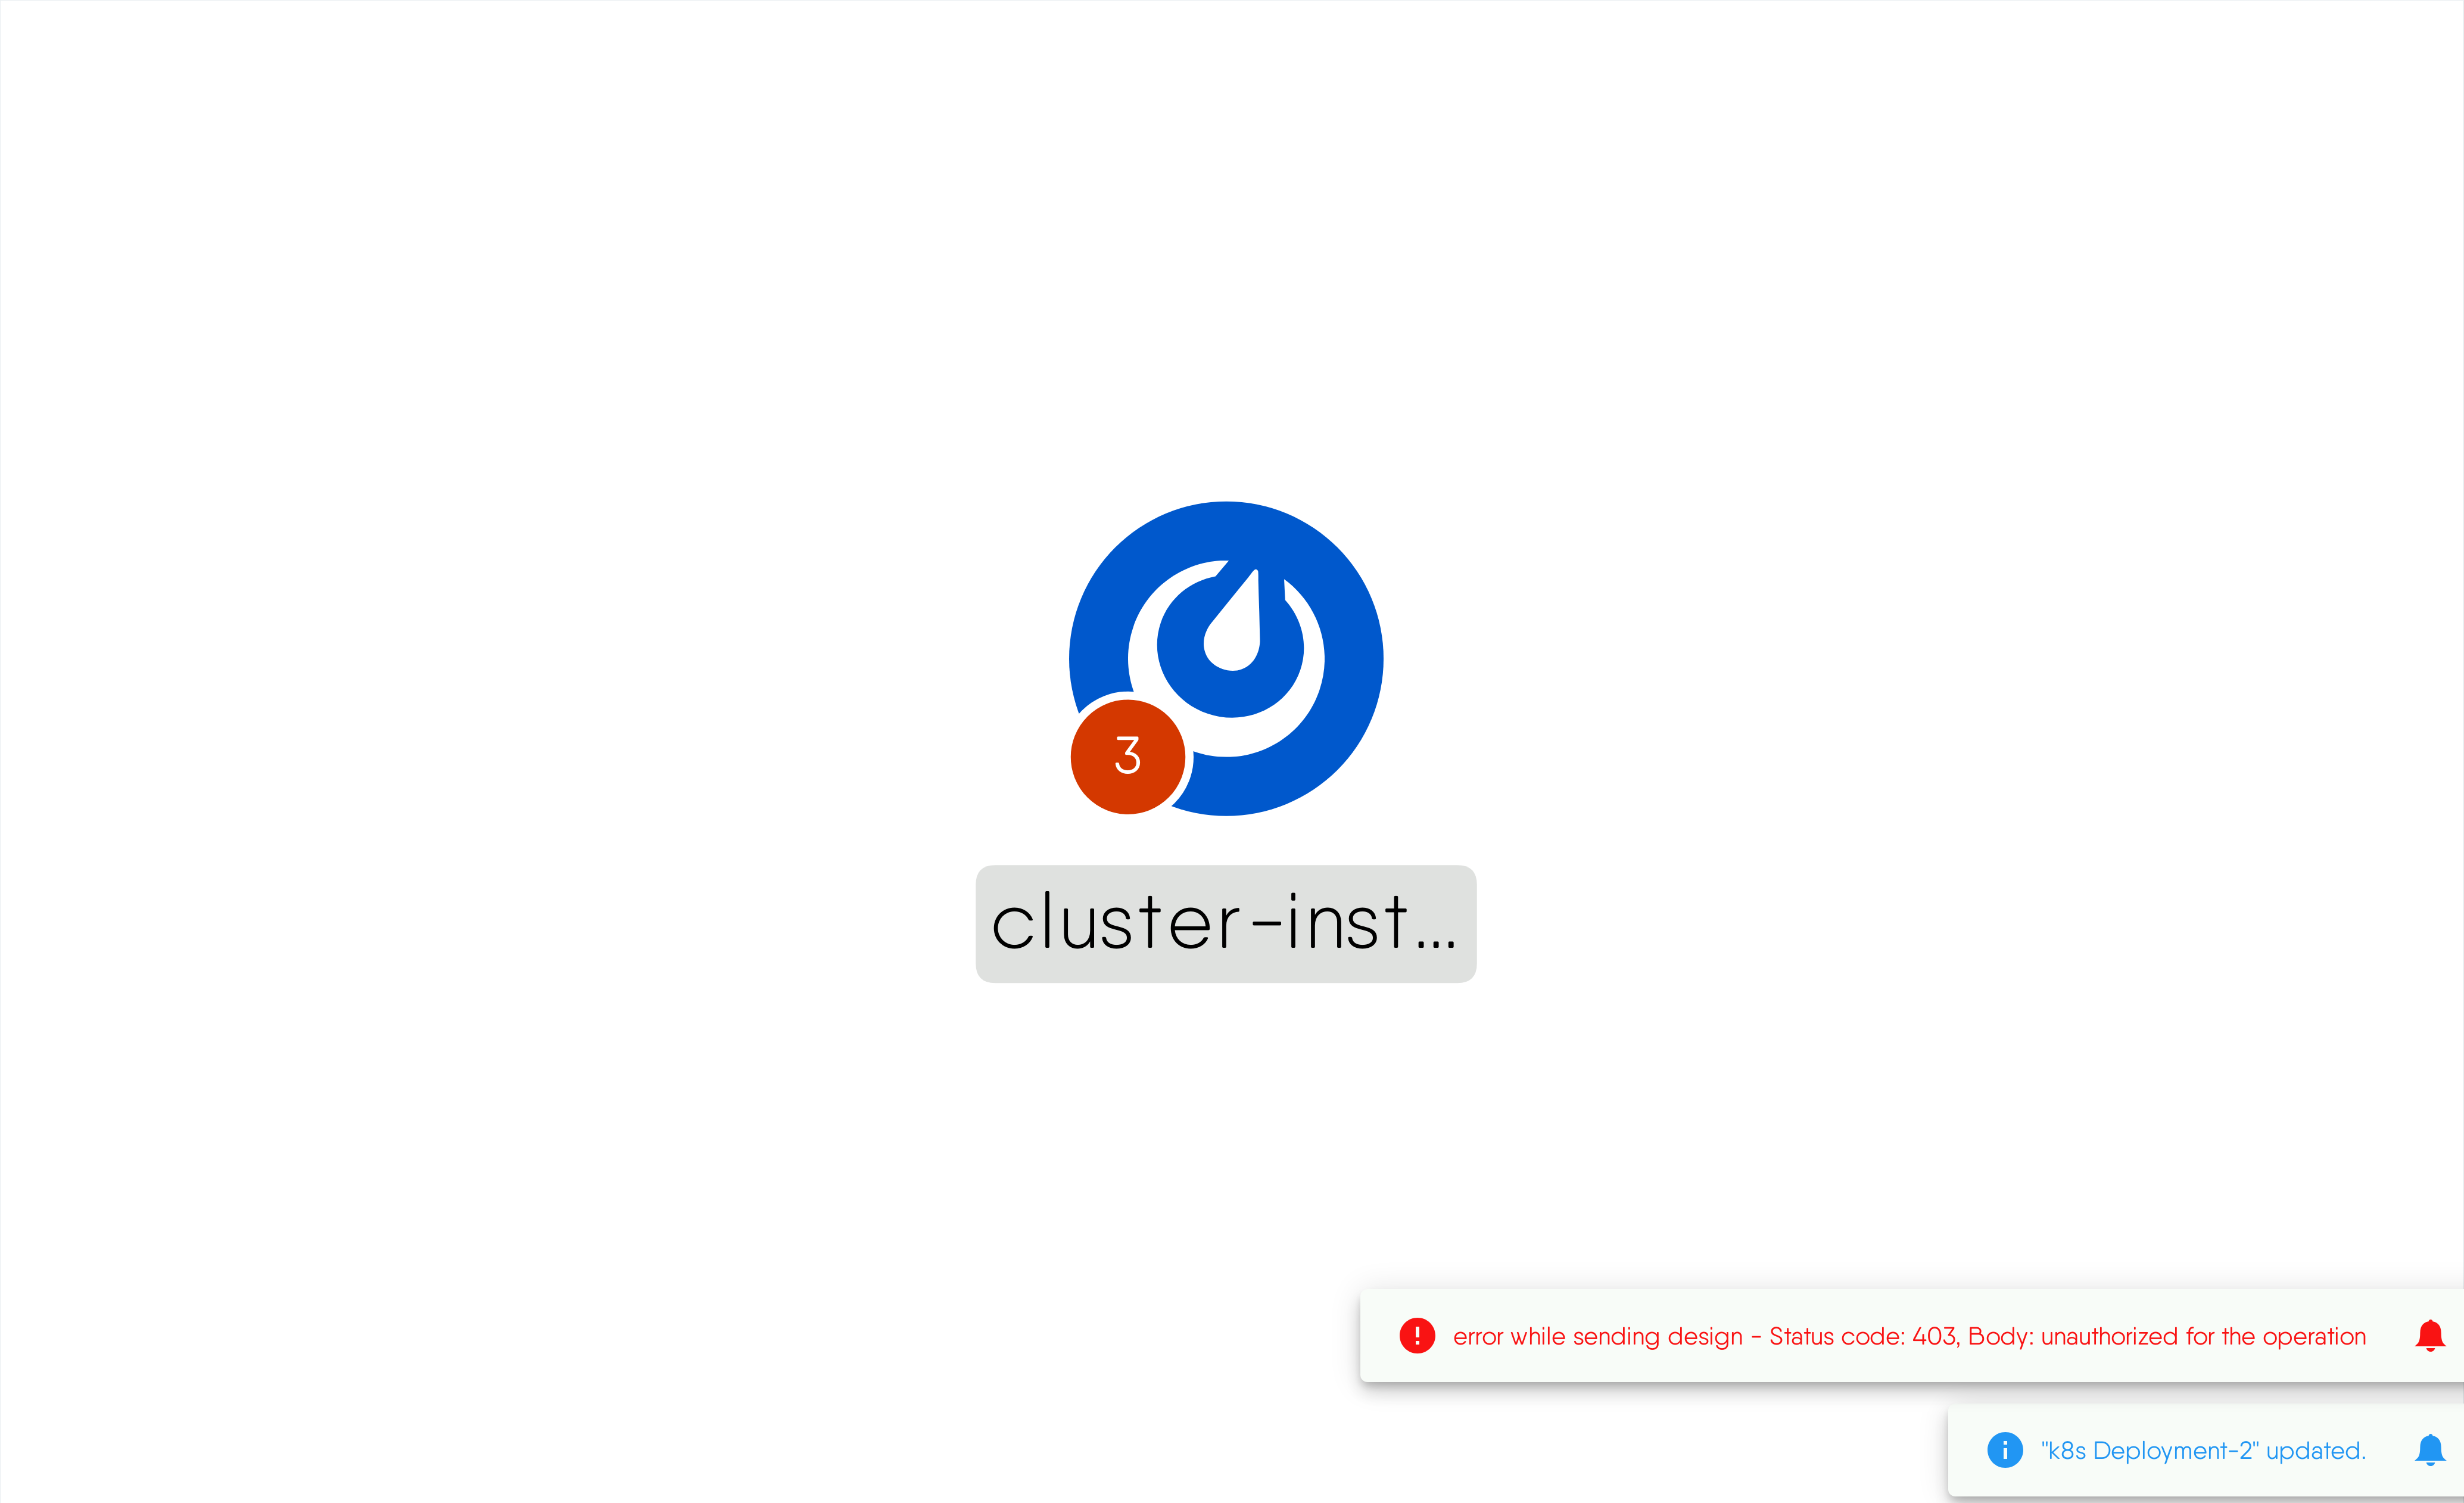 3
cluster-inst...
error while sending design - Status code: 403, Body: unauthorized for the operation
"k8s Deployment-2" updated.